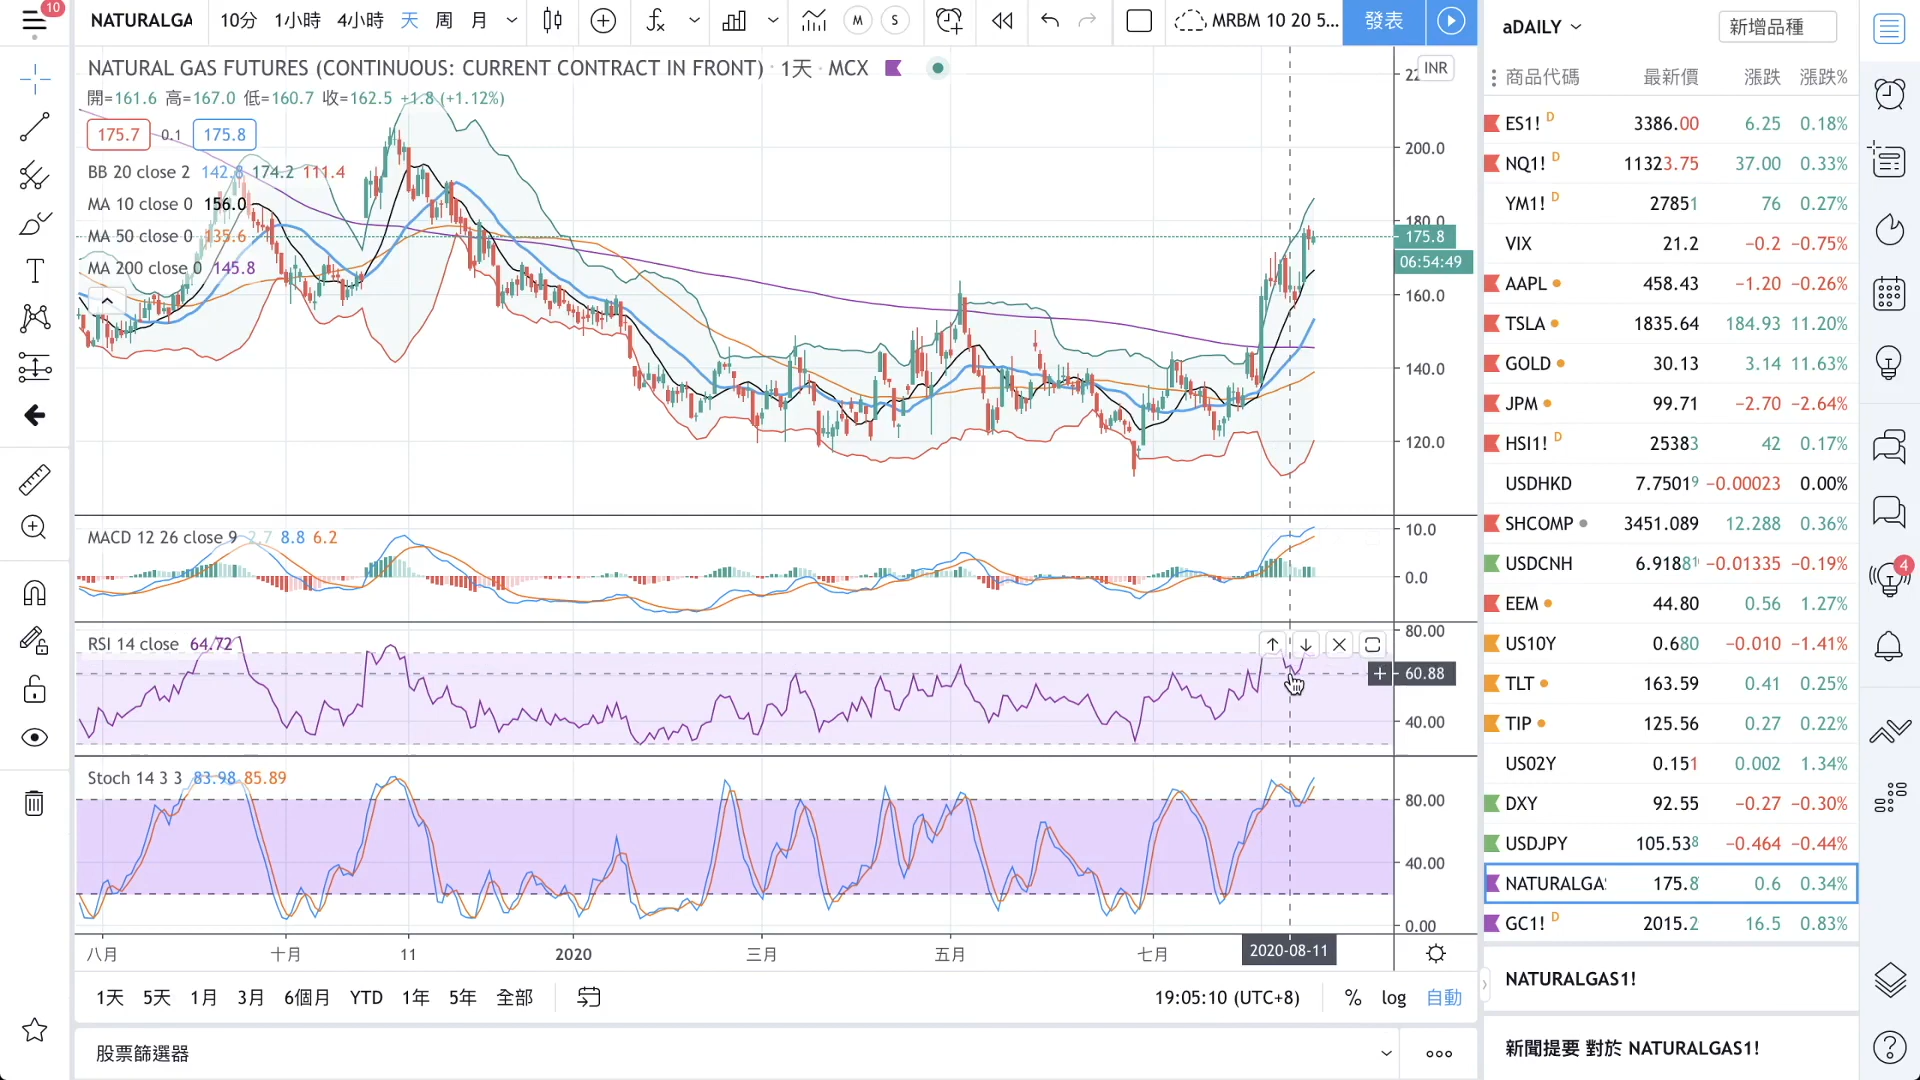 10
NATURALGA
10分 1小時 4小時 天 周 月
M S
MRBM 10 20 5...
發表
NATURAL GAS FUTURES (CONTINUOUS: CURRENT CONTRACT IN FRONT) · 1天 · MCX
開=161.6 高=167.0 低=160.7 收=162.5 +1.8 (+1.12%)
175.7 0.1 175.8
BB 20 close 2 142.8 174.2 111.4
MA 10 close 0 156.0
MA 50 close 0 135.6
MA 200 close 0 145.8
INR
200.0
180.0
175.8
06:54:49
160.0
140.0
120.0
MACD 12 26 close 9 2.7 8.8 6.2
10.0
0.0
RSI 14 close 64.72
80.00
60.88
40.00
Stoch 14 3 3 83.98 85.89
80.00
40.00
0.00
八月 十月 11 2020 三月 五月 七月 2020-08-11
1天 5天 1月 3月 6個月 YTD 1年 5年 全部
19:05:10 (UTC+8) % log 自動
股票篩選器
aDAILY
新增品種
商品代碼 最新價 漲跌 漲跌%
ES1! D 3386.00 6.25 0.18%
NQ1! D 11323.75 37.00 0.33%
YM1! D 27851 76 0.27%
VIX 21.2 −0.2 −0.75%
AAPL 458.43 −1.20 −0.26%
TSLA 1835.64 184.93 11.20%
GOLD 30.13 3.14 11.63%
JPM 99.71 −2.70 −2.64%
HSI1! D 25383 42 0.17%
USDHKD 7.75019 −0.00023 0.00%
SHCOMP 3451.089 12.288 0.36%
USDCNH 6.9188 −0.01335 −0.19%
EEM 44.80 0.56 1.27%
US10Y 0.680 −0.010 −1.41%
TLT 163.59 0.41 0.25%
TIP 125.56 0.27 0.22%
US02Y 0.151 0.002 1.34%
DXY 92.55 −0.27 −0.30%
USDJPY 105.538 −0.464 −0.44%
NATURALGA 175.8 0.6 0.34%
GC1! D 2015.2 16.5 0.83%
NATURALGAS1!
新聞提要 對於 NATURALGAS1!
4